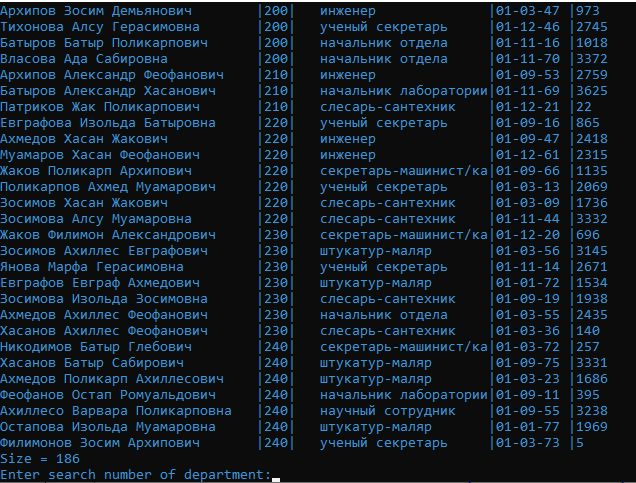 Архипов Зосим Демьянович |200| инженер |01-03-47 |973
Тихонова Алсу Герасимовна |200| ученый секретарь |01-12-46 |2745
Батыров Батыр Поликарпович |200| начальник отдела |01-11-16 |1018
Власова Ада Сабировна |200| начальник отдела |01-11-70 |3372
Архипов Александр Феофанович |210| инженер |01-09-53 |2759
Батыров Александр Хасанович |210| начальник лаборатории|01-11-69 |3625
Патриков Жак Поликарпович |210| слесарь-сантехник |01-12-21 |22
Евграфова Изольда Батыровна |220| ученый секретарь |01-09-16 |865
Ахмедов Хасан Жакович |220| инженер |01-09-47 |2418
Муамаров Хасан Феофанович |220| инженер |01-12-61 |2315
Жаков Поликарп Архипович |220| секретарь-машинист/ка|01-09-66 |1135
Поликарпов Ахмед Муамарович |220| ученый секретарь |01-03-13 |2069
Зосимов Хасан Жакович |220| слесарь-сантехник |01-03-09 |1736
Зосимова Алсу Муамаровна |220| слесарь-сантехник |01-11-44 |3332
Жаков Филимон Александрович |230| секретарь-машинист/ка|01-12-20 |696
Зосимов Ахиллес Евграфович |230| штукатур-маляр |01-03-56 |3145
Янова Марфа Герасимовна |230| ученый секретарь |01-11-14 |2671
Евграфов Евграф Ахмедович |230| штукатур-маляр |01-01-72 |1534
Зосимова Изольда Зосимовна |230| слесарь-сантехник |01-09-19 |1938
Ахмедов Ахиллес Феофанович |230| начальник отдела |01-03-55 |2435
Хасанов Ахиллес Феофанович |230| слесарь-сантехник |01-03-36 |140
Никодимов Батыр Глебович |240| секретарь-машинист/ка|01-03-72 |257
Хасанов Батыр Сабирович |240| штукатур-маляр |01-09-75 |3331
Ахмедов Поликарп Ахиллесович |240| штукатур-маляр |01-03-23 |1686
Феофанов Остап Ромуальдович |240| начальник лаборатории|01-09-11 |395
Ахиллесо Варвара Поликарповна |240| научный сотрудник |01-09-55 |3238
Остапова Изольда Муамаровна |240| штукатур-маляр |01-01-77 |1969
Филимонов Зосим Архипович |240| ученый секретарь |01-03-73 |5
Size = 186
Enter search number of department: